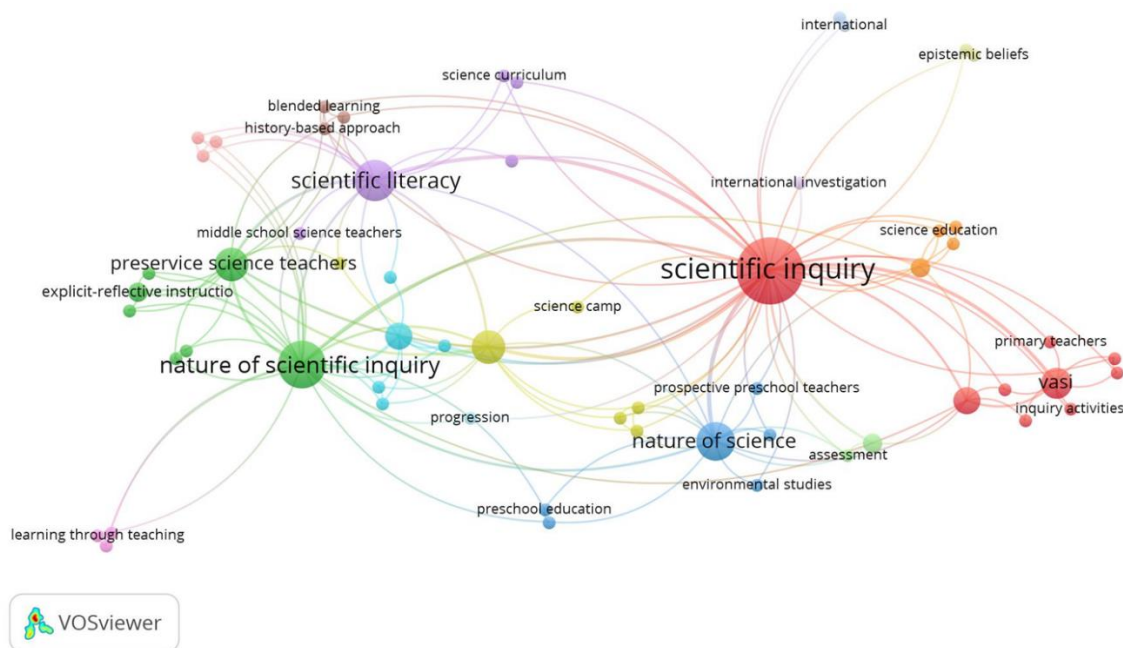 international
epistemic beliefs
science curriculum
blended learning
history-based approach
scientific literacy
international investigation
middle school science teachers
science education
preservice science teachers
scientific inquiry
explicit-reflective instructio
science camp
primary teachers
nature of scientific inquiry
vasi
prospective preschool teachers
inquiry activities
progression
nature of science
assessment
environmental studies
preschool education
learning through teaching
VOSviewer